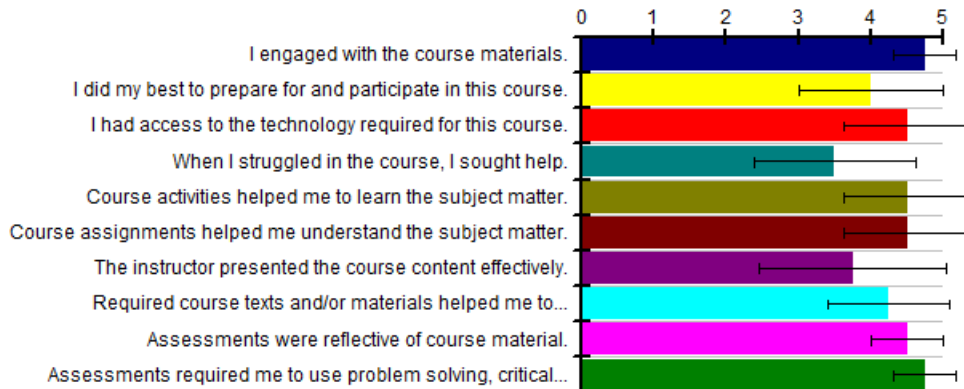 0 1 2 3 4 5
I engaged with the course materials.
I did my best to prepare for and participate in this course.
I had access to the technology required for this course.
When I struggled in the course, I sought help.
Course activities helped me to learn the subject matter.
Course assignments helped me understand the subject matter.
The instructor presented the course content effectively.
Required course texts and/or materials helped me to...
Assessments were reflective of course material.
Assessments required me to use problem solving, critical...